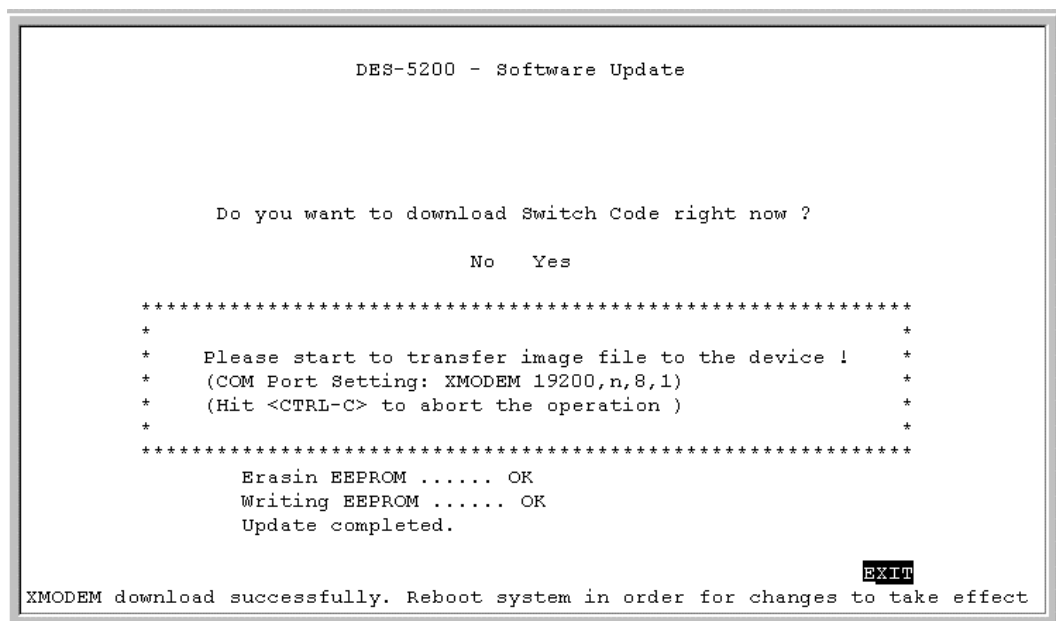 DES-5200 - Software Update
Do you want to download Switch Code right now ?
No Yes
*************************************************************
* *
* Please start to transfer image file to the device ! *
* (COM Port Setting: XMODEM 19200,n,8,1) *
* (Hit <CTRL-C> to abort the operation ) *
* *
*************************************************************
Erasin EEPROM ...... OK
Writing EEPROM ...... OK
Update completed.
EXIT
XMODEM download successfully. Reboot system in order for changes to take effect